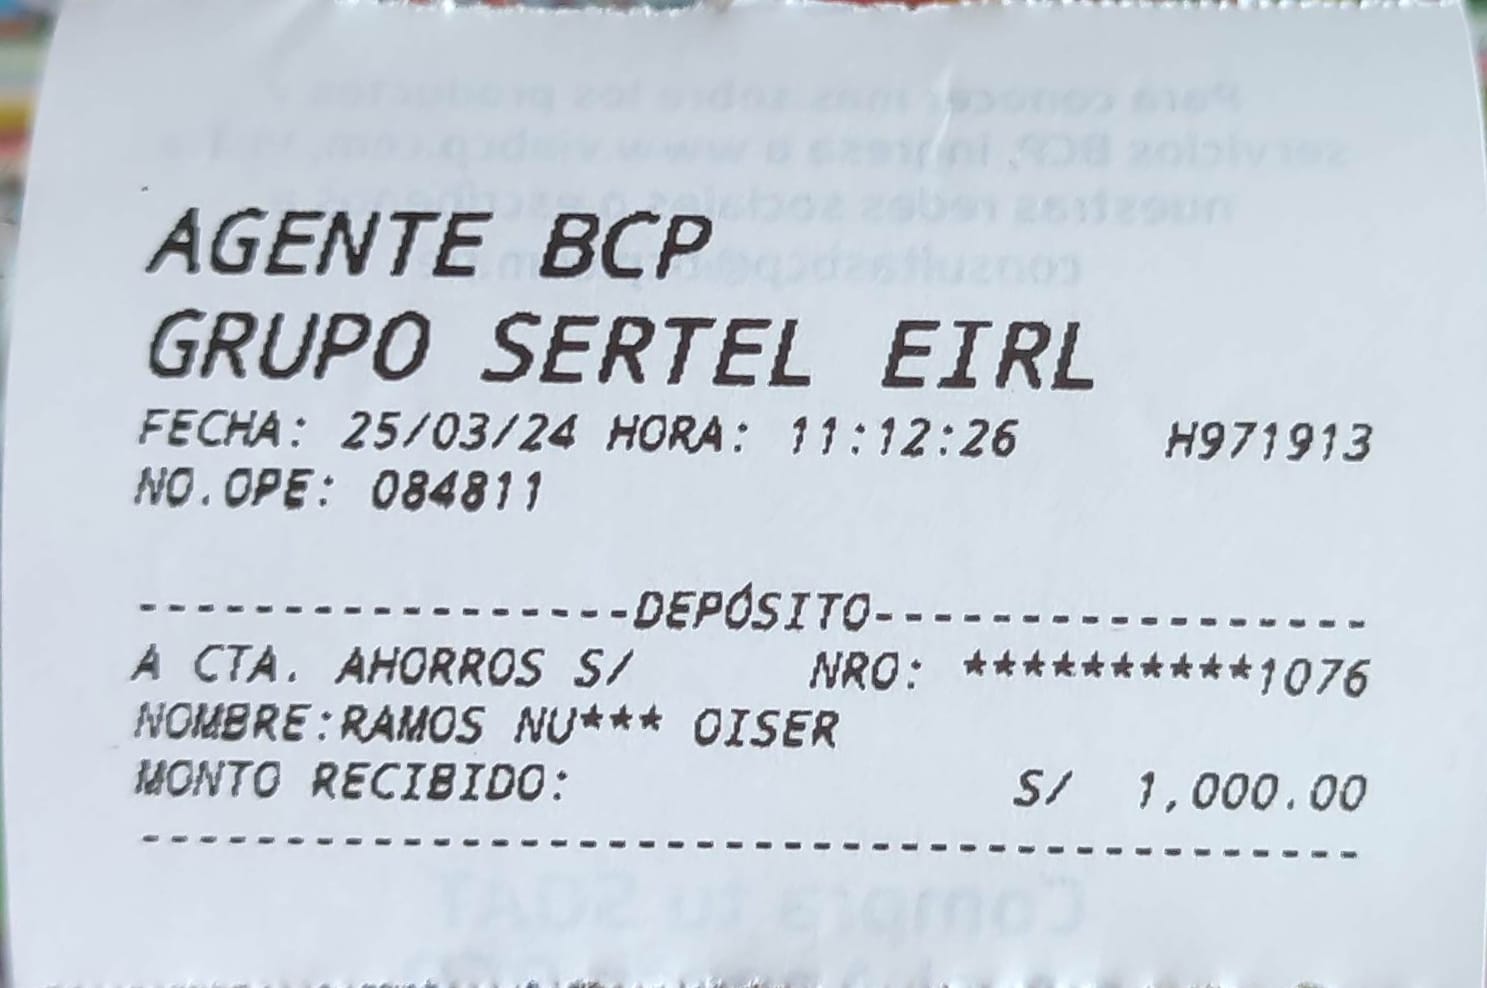 AGENTE BCP
GRUPO SERTEL EIRL
FECHA: 25/03/24 HORA: 11:12:26 H971913
NO.OPE: 084811
-----------------DEPÓSITO-----------------
A CTA. AHORROS S/ NRO: **********1076
NOMBRE:RAMOS NU*** OISER
MONTO RECIBIDO: S/ 1,000.00
------------------------------------------